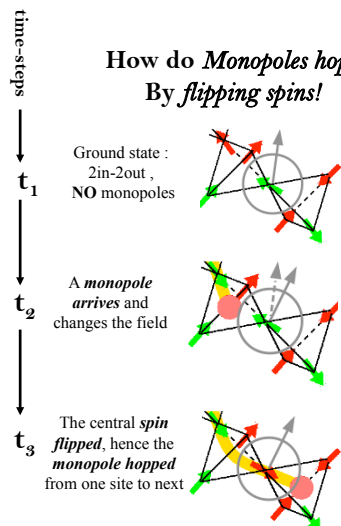 time-steps
How do Monopoles hop
By flipping spins!
t1
Ground state :
2in-2out ,
NO monopoles
t2
A monopole
arrives and
changes the field
t3
The central spin
flipped, hence the
monopole hopped
from one site to next